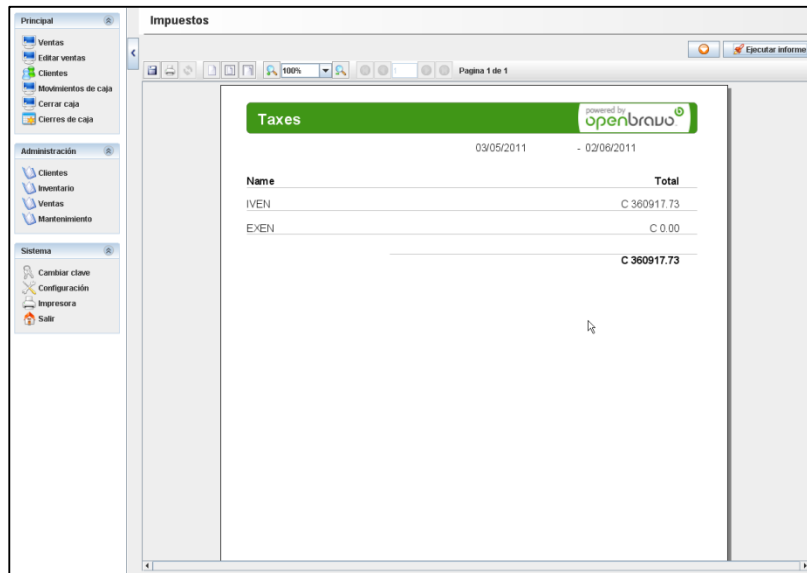 Principal
Ventas
Editar ventas
Clientes
Movimientos de caja
Cerrar caja
Cierres de caja
Administración
Clientes
Inventario
Ventas
Mantenimiento
Sistema
Cambiar clave
Configuración
Impresora
Salir
Impuestos
Ejecutar informe
100%
1
Pagina 1 de 1
Taxes
powered by
openbravo
03/05/2011 - 02/06/2011
Name Total
IVEN C 360917.73
EXEN C 0.00
C 360917.73